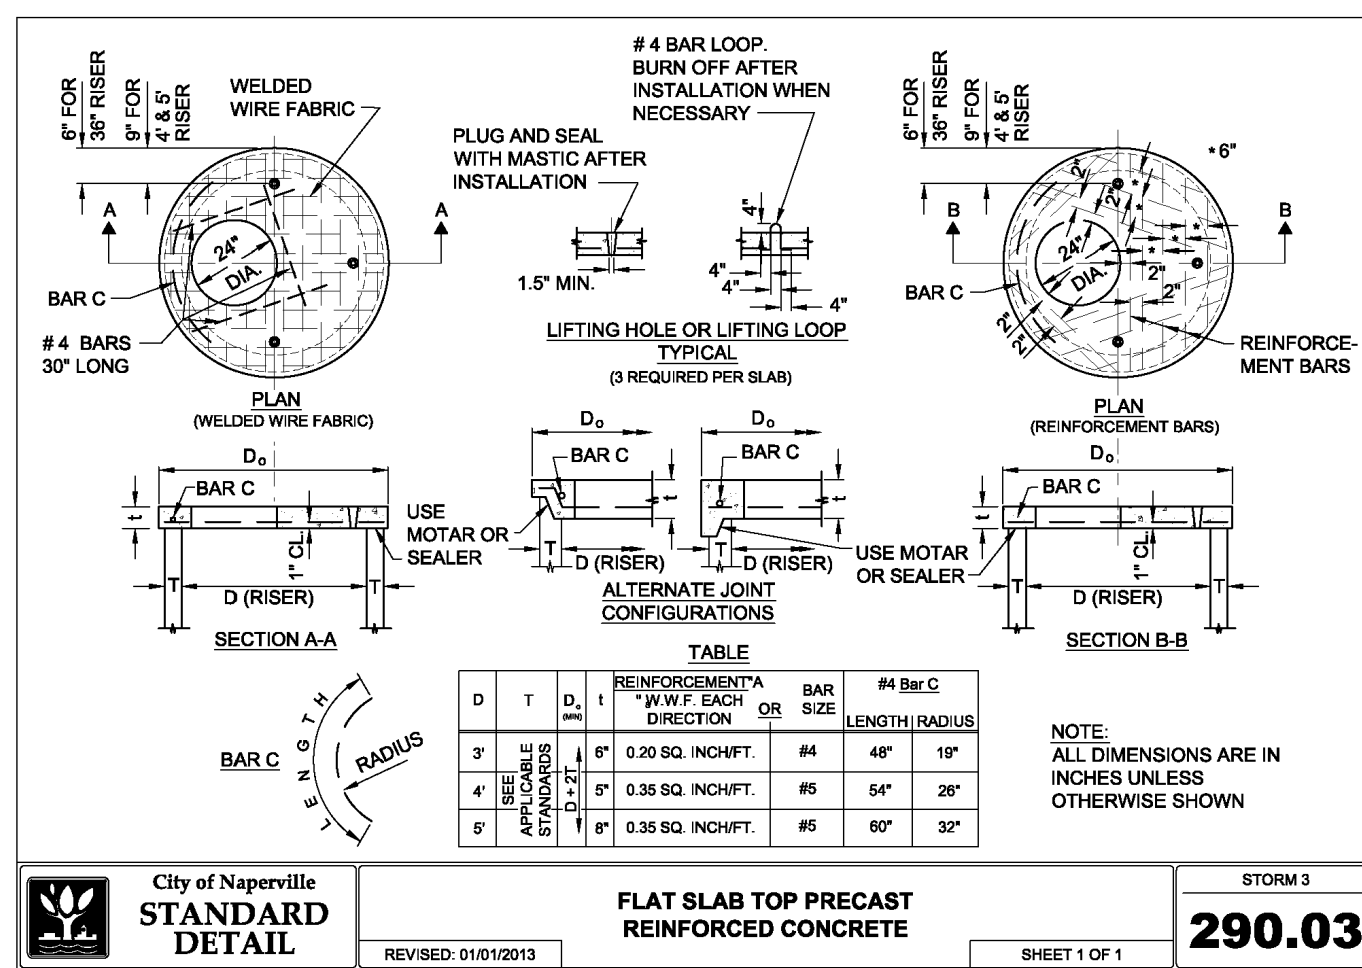 6" FOR
36" RISER
9" FOR
4' & 5'
RISER
WELDED
WIRE FABRIC
A
A
24"
DIA.
BAR C
# 4 BARS
30" LONG
PLAN
(WELDED WIRE FABRIC)
# 4 BAR LOOP.
BURN OFF AFTER
INSTALLATION WHEN
NECESSARY
PLUG AND SEAL
WITH MASTIC AFTER
INSTALLATION
4"
1.5" MIN.
4"
4"
4"
LIFTING HOLE OR LIFTING LOOP
TYPICAL
(3 REQUIRED PER SLAB)
6" FOR
36" RISER
9" FOR
4' & 5'
RISER
* 6"
2"
2"
*
*
*
*
*
B
B
24"
DIA.
2"
2"
BAR C
2"
2"
REINFORCE-
MENT BARS
PLAN
(REINFORCEMENT BARS)
Do
BAR C
t
1" CL.
USE
MOTAR OR
SEALER
T
T
D (RISER)
SECTION A-A
Do
BAR C
T
D (RISER)
Do
BAR C
t
T
D (RISER)
t
USE MOTAR
OR SEALER
ALTERNATE JOINT
CONFIGURATIONS
Do
BAR C
t
1" CL.
T
T
D (RISER)
SECTION B-B
BAR C
LENGTH
RADIUS
TABLE
D T Do (MIN) t REINFORCEMENT"A
" W.W.F. EACH
DIRECTION OR BAR
SIZE #4 Bar C
LENGTH RADIUS
3' 6" 0.20 SQ. INCH/FT. #4 48" 19"
4' 5" 0.35 SQ. INCH/FT. #5 54" 26"
5' 8" 0.35 SQ. INCH/FT. #5 60" 32"
SEE
APPLICABLE
STANDARDS
D + 2T
NOTE:
ALL DIMENSIONS ARE IN
INCHES UNLESS
OTHERWISE SHOWN
City of Naperville
STANDARD
DETAIL
REVISED: 01/01/2013
FLAT SLAB TOP PRECAST
REINFORCED CONCRETE
SHEET 1 OF 1
STORM 3
290.03